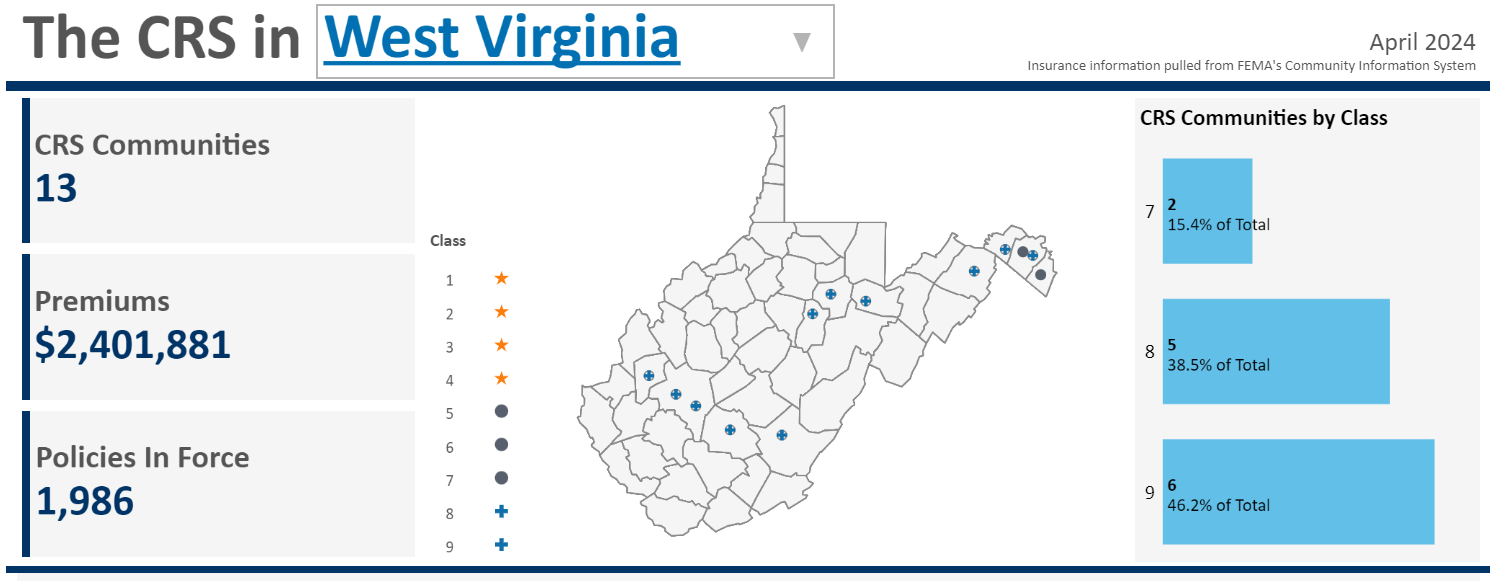 The CRS in West Virginia
April 2024
Insurance information pulled from FEMA's Community Information System
CRS Communities
13
Premiums
$2,401,881
Policies In Force
1,986
Class
1
2
3
4
5
6
7
8
9
CRS Communities by Class
7
2
15.4% of Total
8
5
38.5% of Total
9
6
46.2% of Total